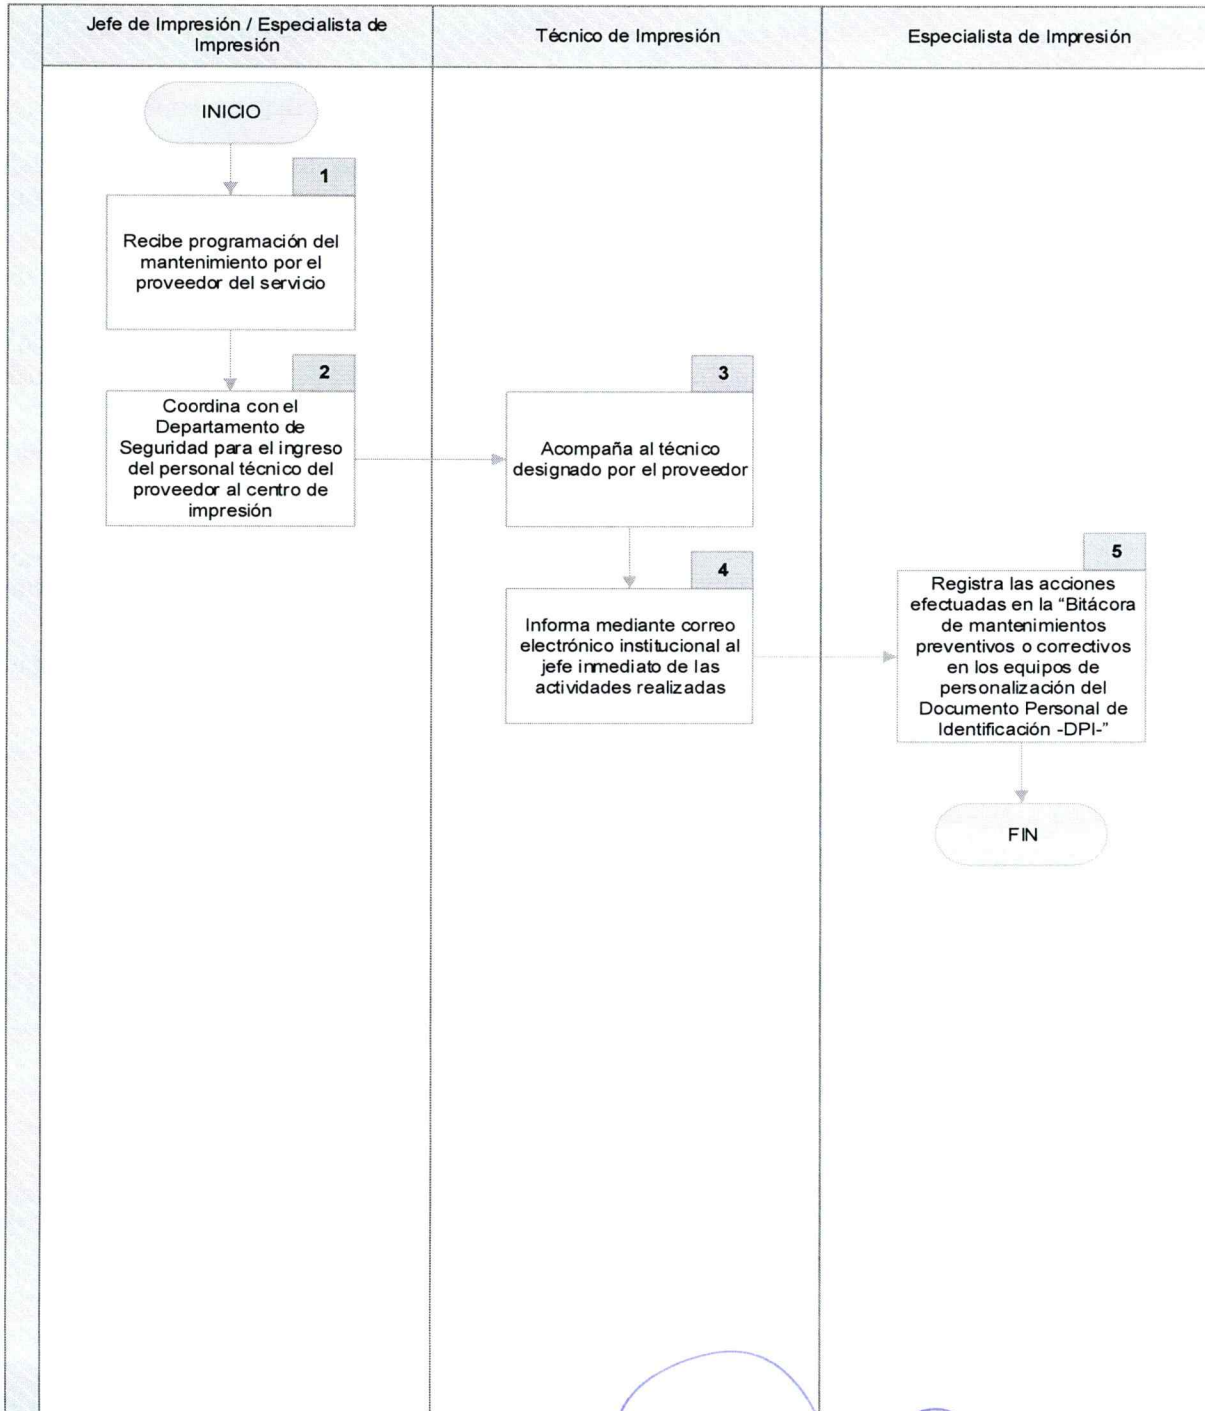 Jefe de Impresión / Especialista de
Impresión
Técnico de Impresión
Especialista de Impresión
INICIO
1
Recibe programación del
mantenimiento por el
proveedor del servicio
2
Coordina con el
Departamento de
Seguridad para el ingreso
del personal técnico del
proveedor al centro de
impresión
3
Acompaña al técnico
designado por el proveedor
4
Informa mediante correo
electrónico institucional al
jefe inmediato de las
actividades realizadas
5
Registra las acciones
efectuadas en la “Bitácora
de mantenimientos
preventivos o correctivos
en los equipos de
personalización del
Documento Personal de
Identificación -DPI-”
FIN